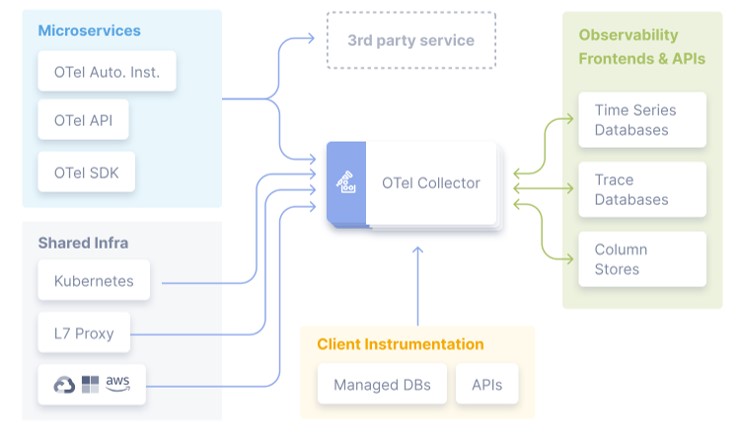 Microservices
OTel Auto. Inst.
OTel API
OTel SDK
Shared Infra
Kubernetes
L7 Proxy
aws
3rd party service
OTel Collector
Client Instrumentation
Managed DBs
APIs
Observability
Frontends & APIs
Time Series
Databases
Trace
Databases
Column
Stores